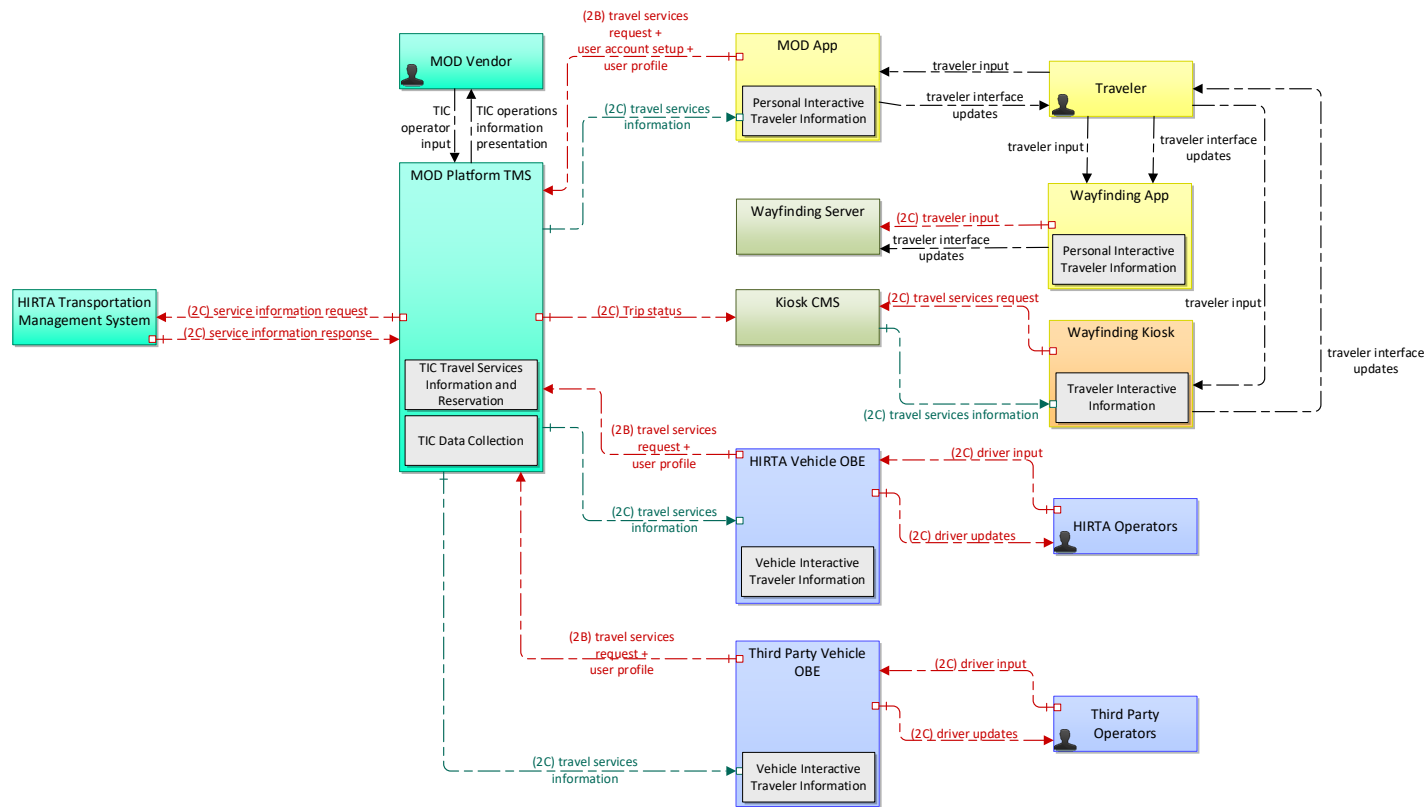 (2B) travel services
request +
user account setup +
user profile
MOD Vendor
MOD App
Personal Interactive
Traveler Information
traveler input
traveler interface
updates
Traveler
TIC
operator
input
TIC operations
information
presentation
(2C) travel services
information
traveler input
traveler interface
updates
MOD Platform TMS
Wayfinding Server
(2C) traveler input
traveler interface
updates
Wayfinding App
Personal Interactive
Traveler Information
HIRTA Transportation
Management System
(2C) service information request
(2C) service information response
(2C) Trip status
Kiosk CMS
(2C) travel services request
traveler input
Wayfinding Kiosk
Traveler Interactive
Information
traveler interface
updates
(2C) travel services information
TIC Travel Services
Information and
Reservation
TIC Data Collection
(2B) travel services
request +
user profile
HIRTA Vehicle OBE
(2C) driver input
(2C) travel services
information
(2C) driver updates
HIRTA Operators
Vehicle Interactive
Traveler Information
(2B) travel services
request +
user profile
Third Party Vehicle
OBE
(2C) driver input
(2C) driver updates
Third Party
Operators
(2C) travel services
information
Vehicle Interactive
Traveler Information